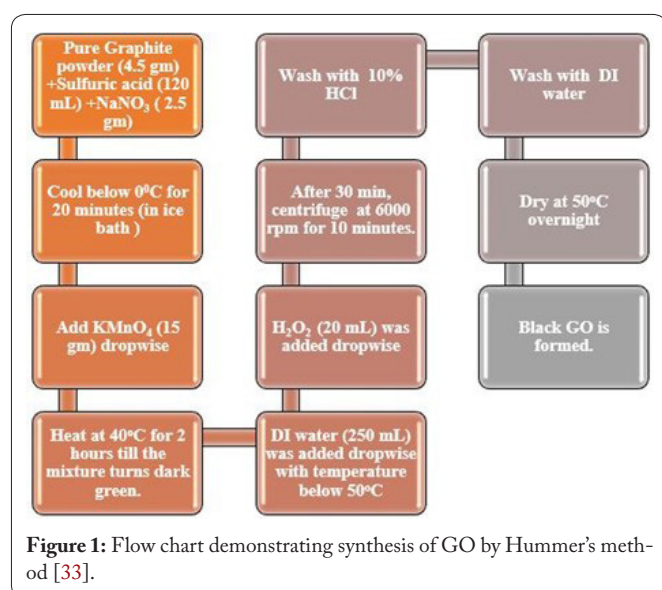 Pure Graphite
powder (4.5 gm)
+Sulfuric acid (120
mL) +NaNO₃ ( 2.5
gm)
Cool below 0⁰C for
20 minutes (in ice
bath )
Add KMnO₄ (15
gm) dropwise
Heat at 40ᵒC for 2
hours till the
mixture turns dark
green.
DI water (250 mL)
was added dropwise
with temperature
below 50ᵒC
H₂O₂ (20 mL) was
added dropwise
After 30 min,
centrifuge at 6000
rpm for 10 minutes.
Wash with 10%
HCl
Wash with DI
water
Dry at 50ᵒC
overnight
Black GO is
formed.
Figure 1: Flow chart demonstrating synthesis of GO by Hummer's meth-
od [33].